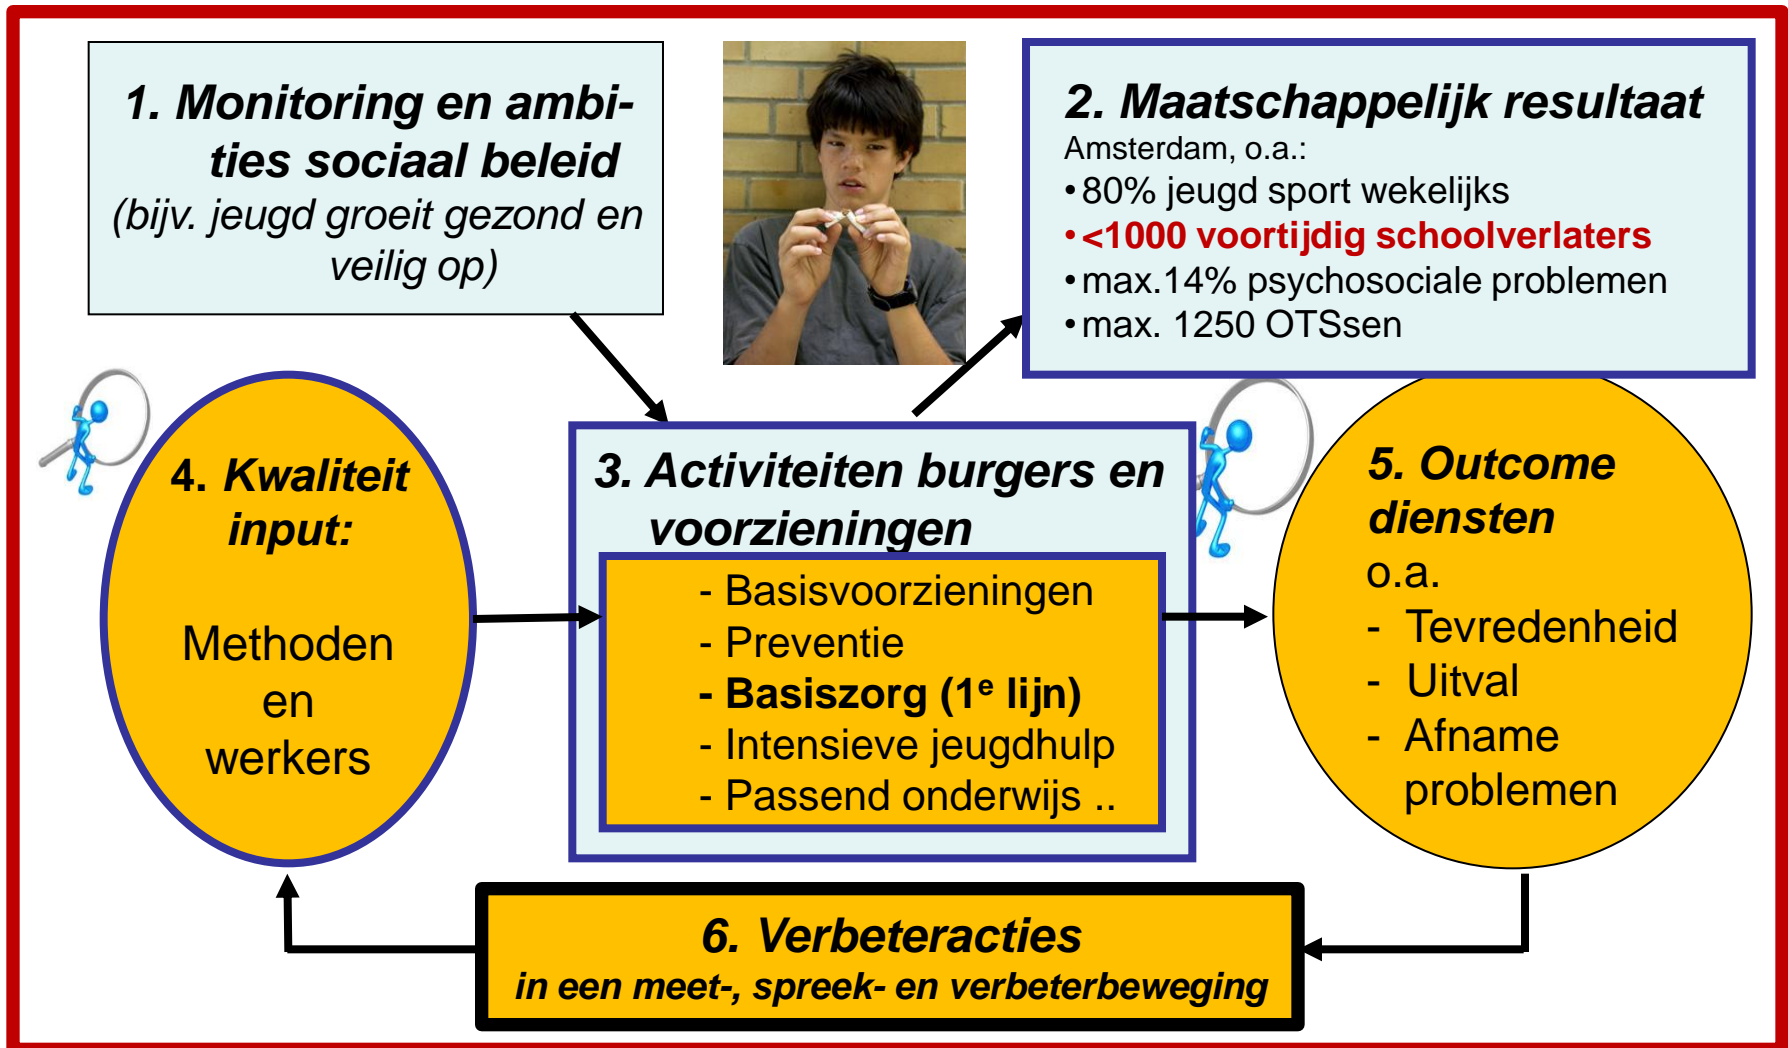 1. Monitoring en ambi-
ties sociaal beleid
(bijv. jeugd groeit gezond en
veilig op)
2. Maatschappelijk resultaat
Amsterdam, o.a.:
• 80% jeugd sport wekelijks
• <1000 voortijdig schoolverlaters
• max.14% psychosociale problemen
• max. 1250 OTSsen
4. Kwaliteit
input:
Methoden
en
werkers
3. Activiteiten burgers en
voorzieningen
- Basisvoorzieningen
- Preventie
- Basiszorg (1e lijn)
- Intensieve jeugdhulp
- Passend onderwijs ..
5. Outcome
diensten
o.a.
- Tevredenheid
- Uitval
- Afname
problemen
6. Verbeteracties
in een meet-, spreek- en verbeterbeweging